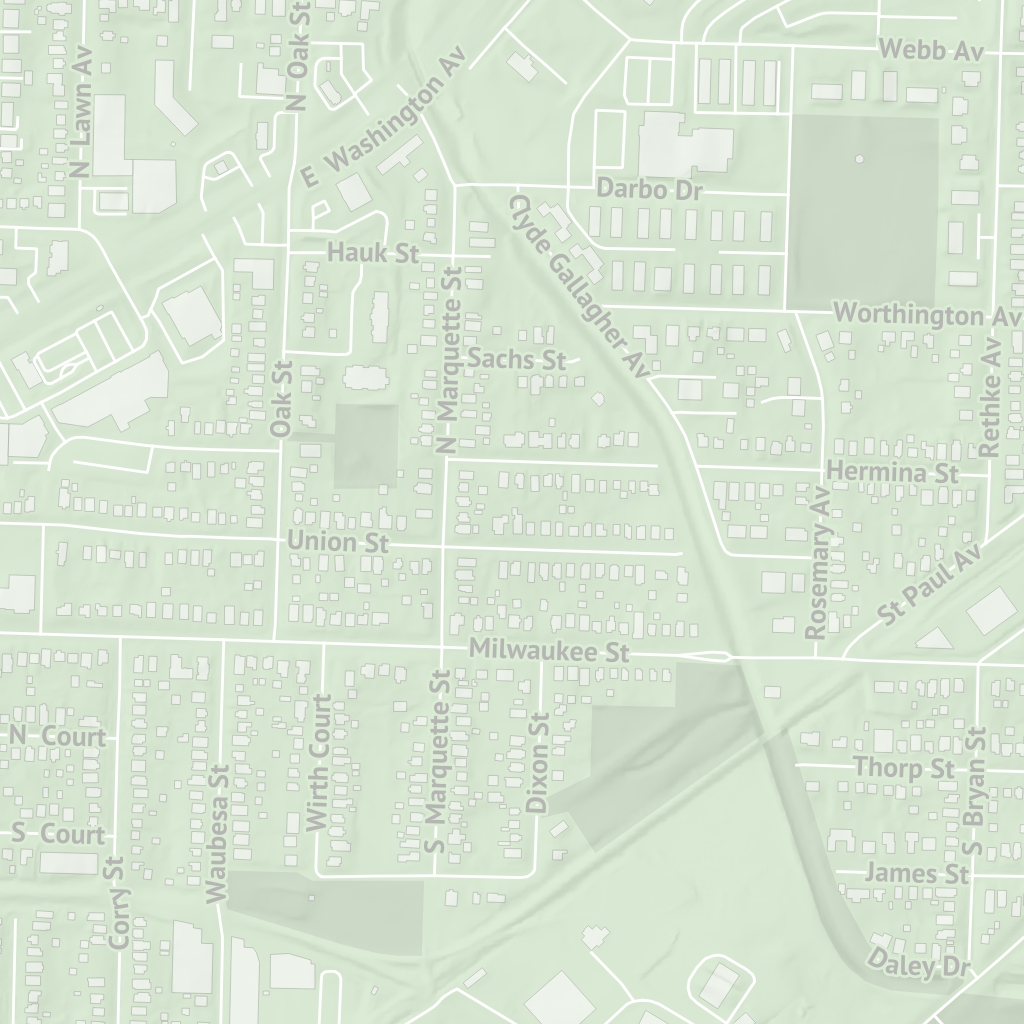 Webb Av
N Oak St
N Lawn Av
E Washington Av
Darbo Dr
Clyde Gallagher Av
Hauk St
Worthington Av
N Marquette St
Sachs St
Rethke Av
Oak St
Hermina St
Union St
Rosemary Av
St Paul Av
Milwaukee St
N Court
Wirth Court
S Marquette St
Dixon St
Thorp St
S Bryan St
Waubesa St
S Court
Corry St
James St
Daley Dr